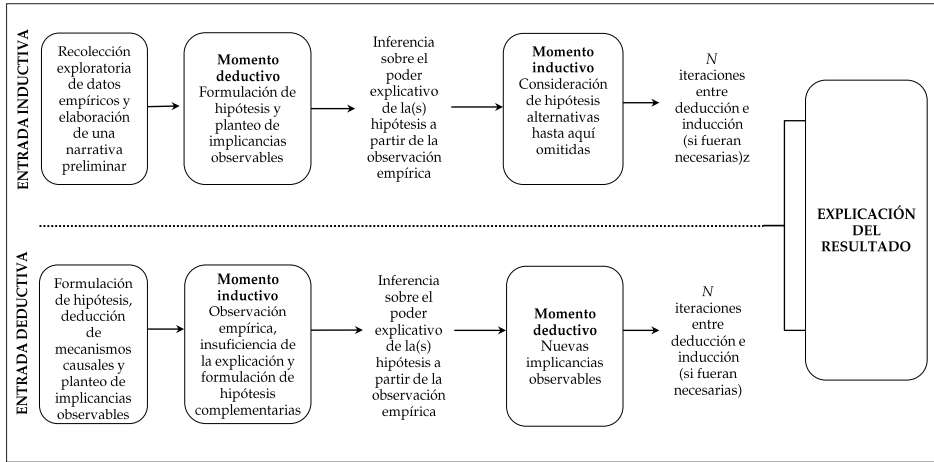 ENTRADA INDUCTIVA
Recolección
exploratoria
de datos
empíricos y
elaboración
de una
narrativa
preliminar
Momento
deductivo
Formulación de
hipótesis y
planteo de
implicancias
observables
Inferencia
sobre el
poder
explicativo
de la(s)
hipótesis a
partir de la
observación
empírica
Momento
inductivo
Consideración
de hipótesis
alternativas
hasta aquí
omitidas
N
iteraciones
entre
deducción e
inducción
(si fueran
necesarias)z
ENTRADA DEDUCTIVA
Formulación
de hipótesis,
deducción
de
mecanismos
causales y
planteo de
implicancias
observables
Momento
inductivo
Observación
empírica,
insuficiencia de
la explicación y
formulación de
hipótesis
complementarias
Inferencia
sobre el
poder
explicativo
de la(s)
hipótesis a
partir de la
observación
empírica
Momento
deductivo
Nuevas
implicancias
observables
N
iteraciones
entre
deducción e
inducción
(si fueran
necesarias)
EXPLICACIÓN
DEL
RESULTADO